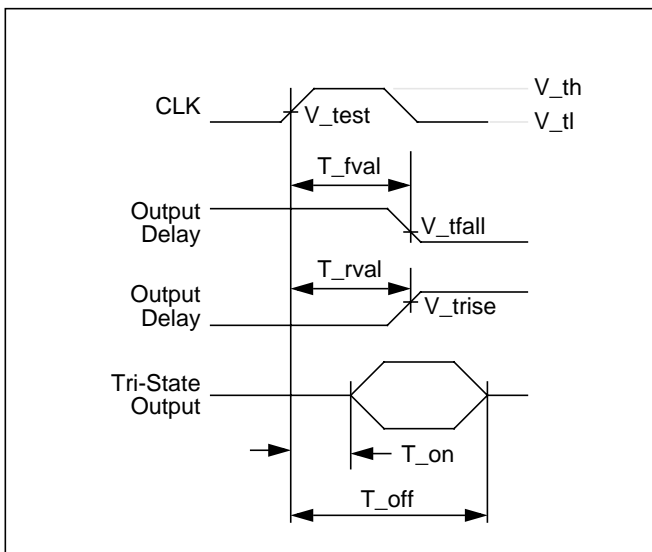 V_th
CLK
V_test
V_tl
T_fval
Output
Delay
V_tfall
T_rval
Output
Delay
V_trise
Tri-State
Output
T_on
T_off